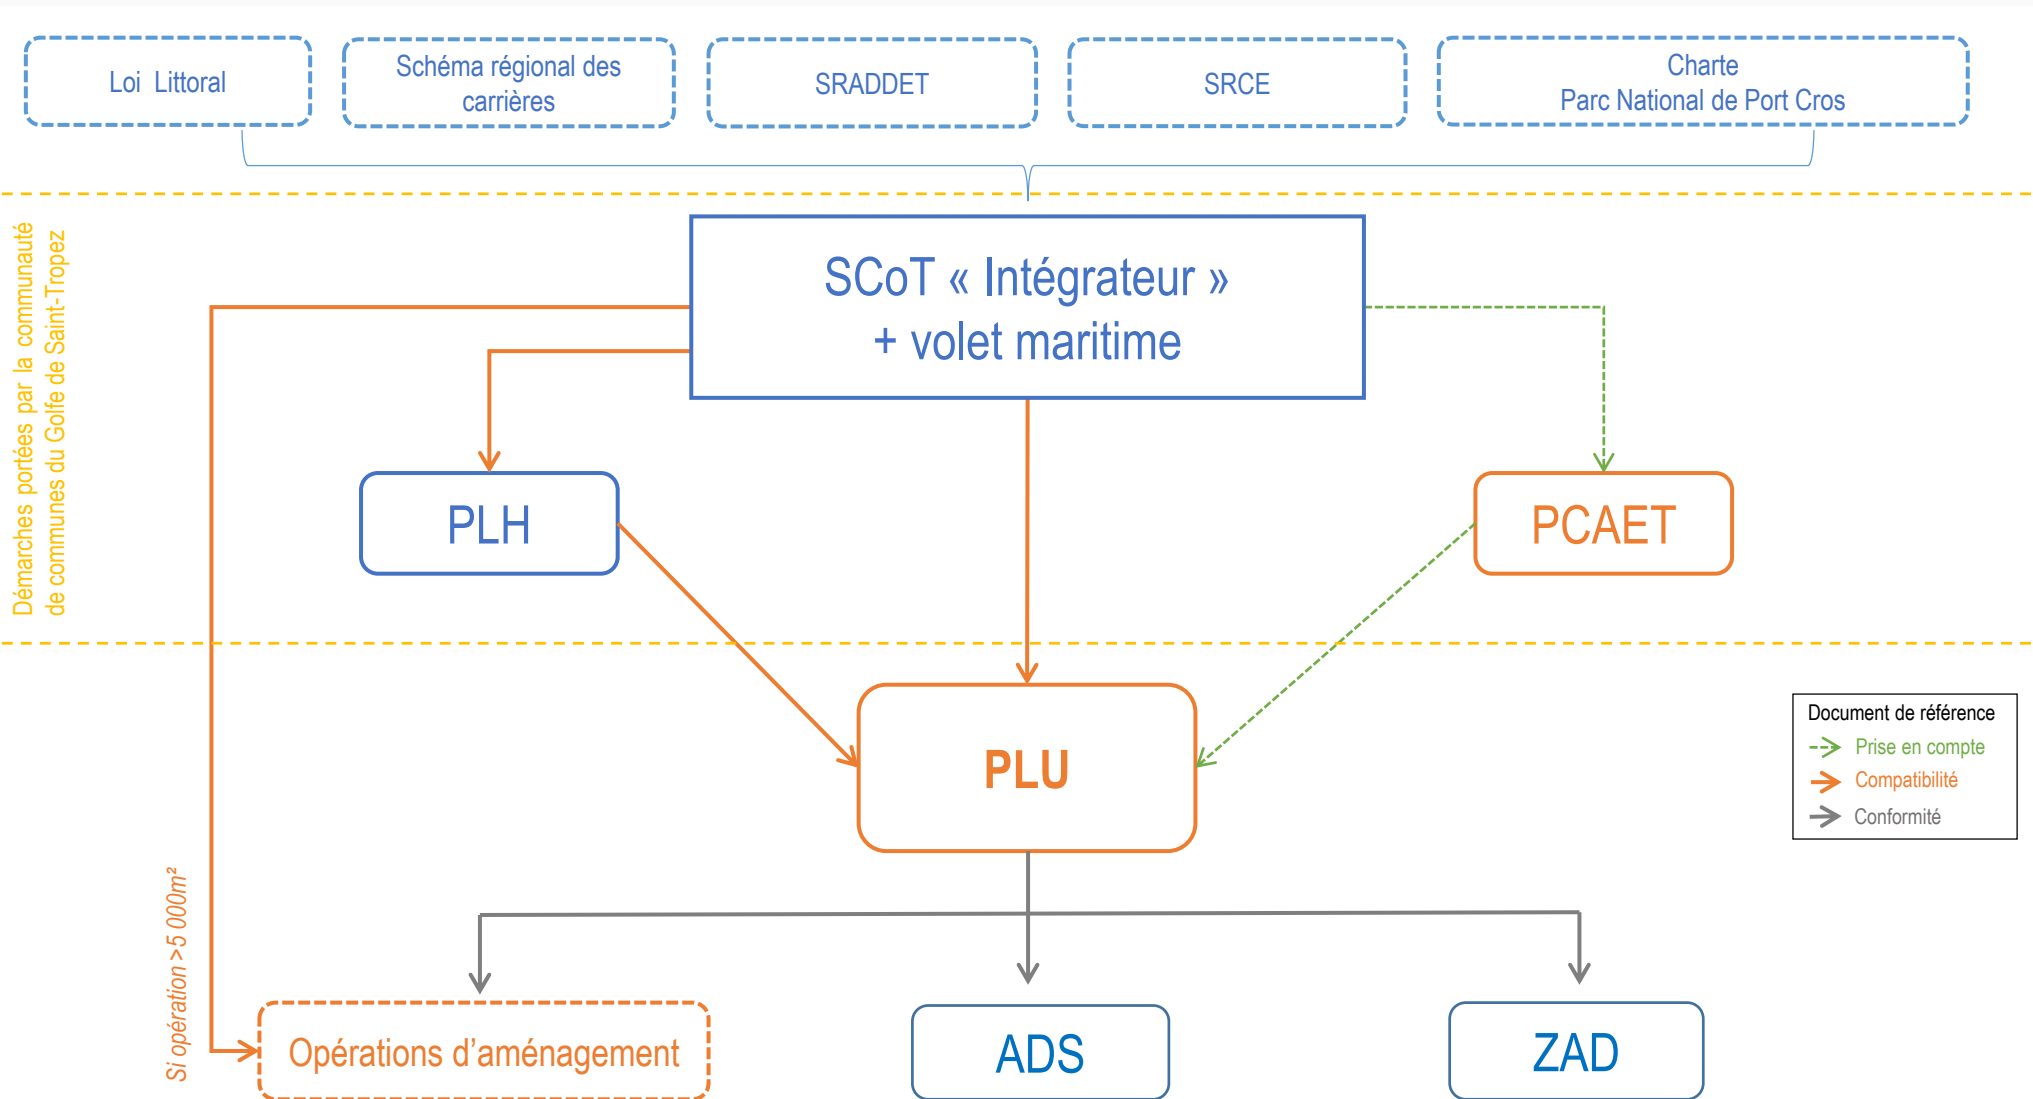 Loi Littoral
Schéma régional des
carrières
SRADDET
SRCE
Charte
Parc National de Port Cros
Démarches portées par la communauté
de communes du Golfe de Saint-Tropez
SCoT « Intégrateur »
+ volet maritime
PLH
PCAET
PLU
Document de référence
Prise en compte
Compatibilité
Conformité
Si opération >5 000m²
Opérations d’aménagement
ADS
ZAD